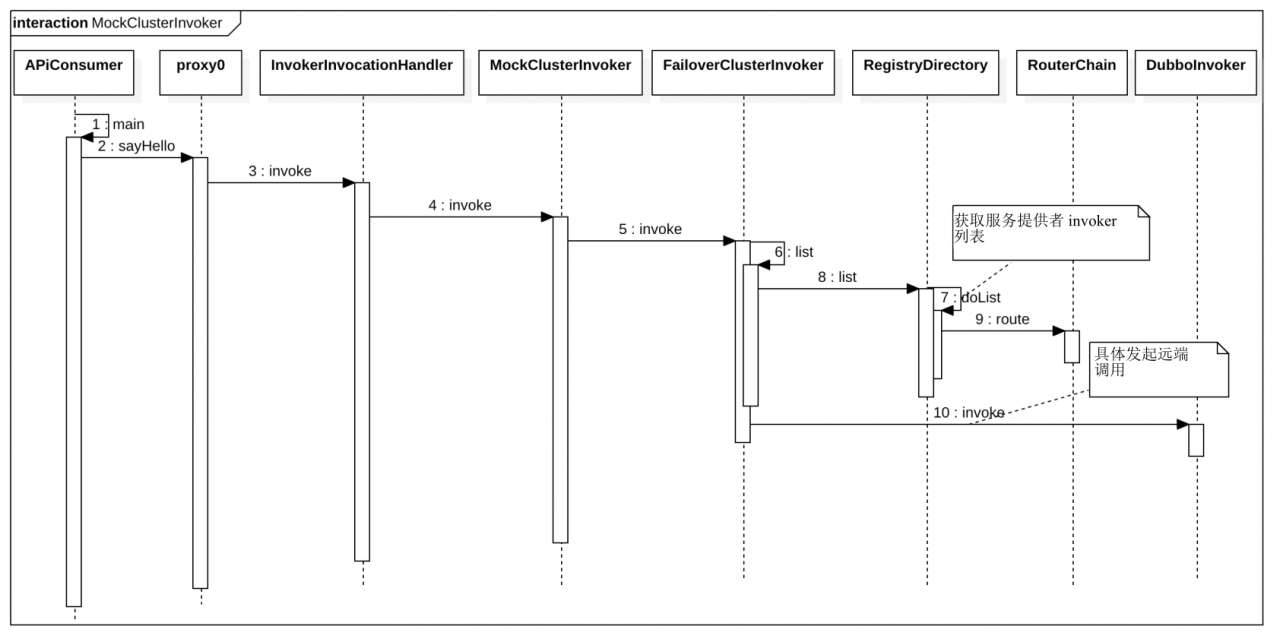 interaction MockClusterInvoker
APiConsumer
proxy0
InvokerInvocationHandler
MockClusterInvoker
FailoverClusterInvoker
RegistryDirectory
RouterChain
DubboInvoker
1 : main
2 : sayHello
3 : invoke
4 : invoke
5 : invoke
6 : list
获取服务提供者 invoker
列表
8 : list
7 : doList
9 : route
具体发起远端
调用
10 : invoke